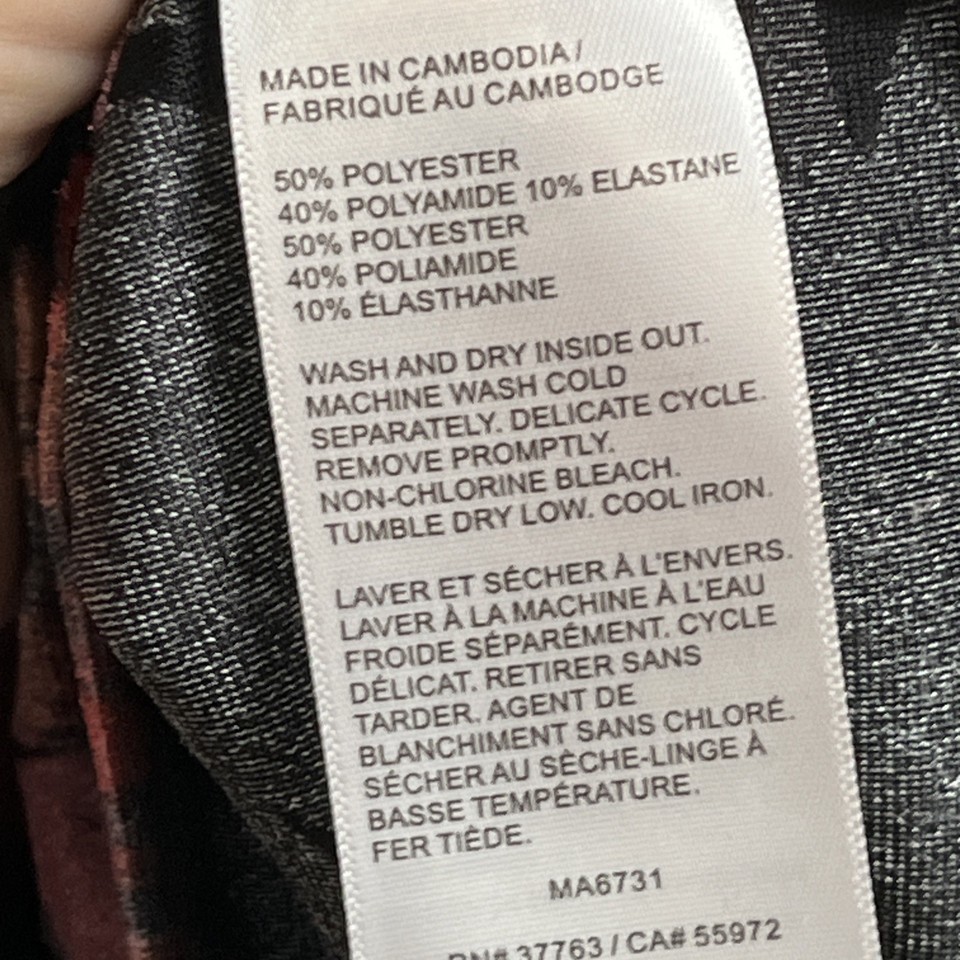 MADE IN CAMBODIA /
FABRIQUÉ AU CAMBODGE
50% POLYESTER
40% POLYAMIDE 10% ELASTANE
50% POLYESTER
40% POLIAMIDE
10% ÉLASTHANNE
WASH AND DRY INSIDE OUT.
MACHINE WASH COLD
SEPARATELY. DELICATE CYCLE.
REMOVE PROMPTLY.
NON-CHLORINE BLEACH.
TUMBLE DRY LOW. COOL IRON.
LAVER ET SÉCHER À L'ENVERS.
LAVER À LA MACHINE À L'EAU
FROIDE SÉPARÉMENT. CYCLE
DÉLICAT. RETIRER SANS
TARDER. AGENT DE
BLANCHIMENT SANS CHLORÉ.
SÉCHER AU SÈCHE-LINGE À
BASSE TEMPÉRATURE.
FER TIÈDE.
MA6731
RN# 37763 / CA# 55972